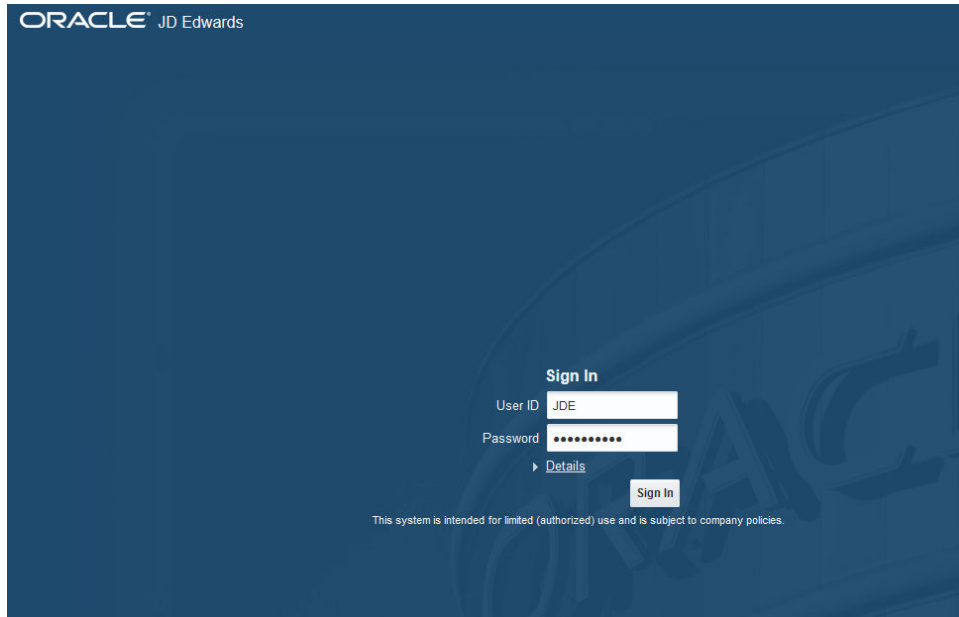 ORACLE® JD Edwards
Sign In
User ID JDE
Password ••••••••••
Details
Sign In
This system is intended for limited (authorized) use and is subject to company policies.
ORAC